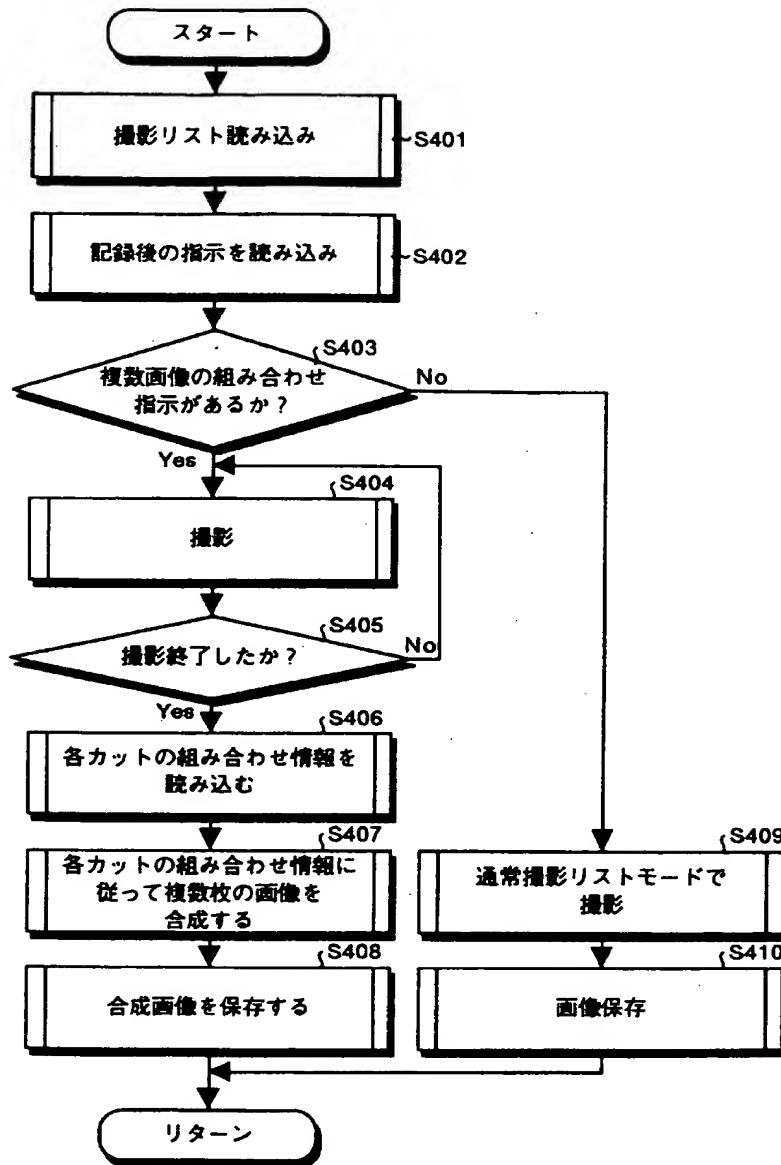 スタート
撮影リスト読み込み
S401
記録後の指示を読み込み
S402
S403
複数画像の組み合わせ
指示があるか？
No
Yes
S404
撮影
S405
撮影終了したか？
No
Yes
S406
各カットの組み合わせ情報を
読み込む
S407
各カットの組み合わせ情報に
従って複数枚の画像を
合成する
S409
通常撮影リストモードで
撮影
S408
合成画像を保存する
S410
画像保存
リターン